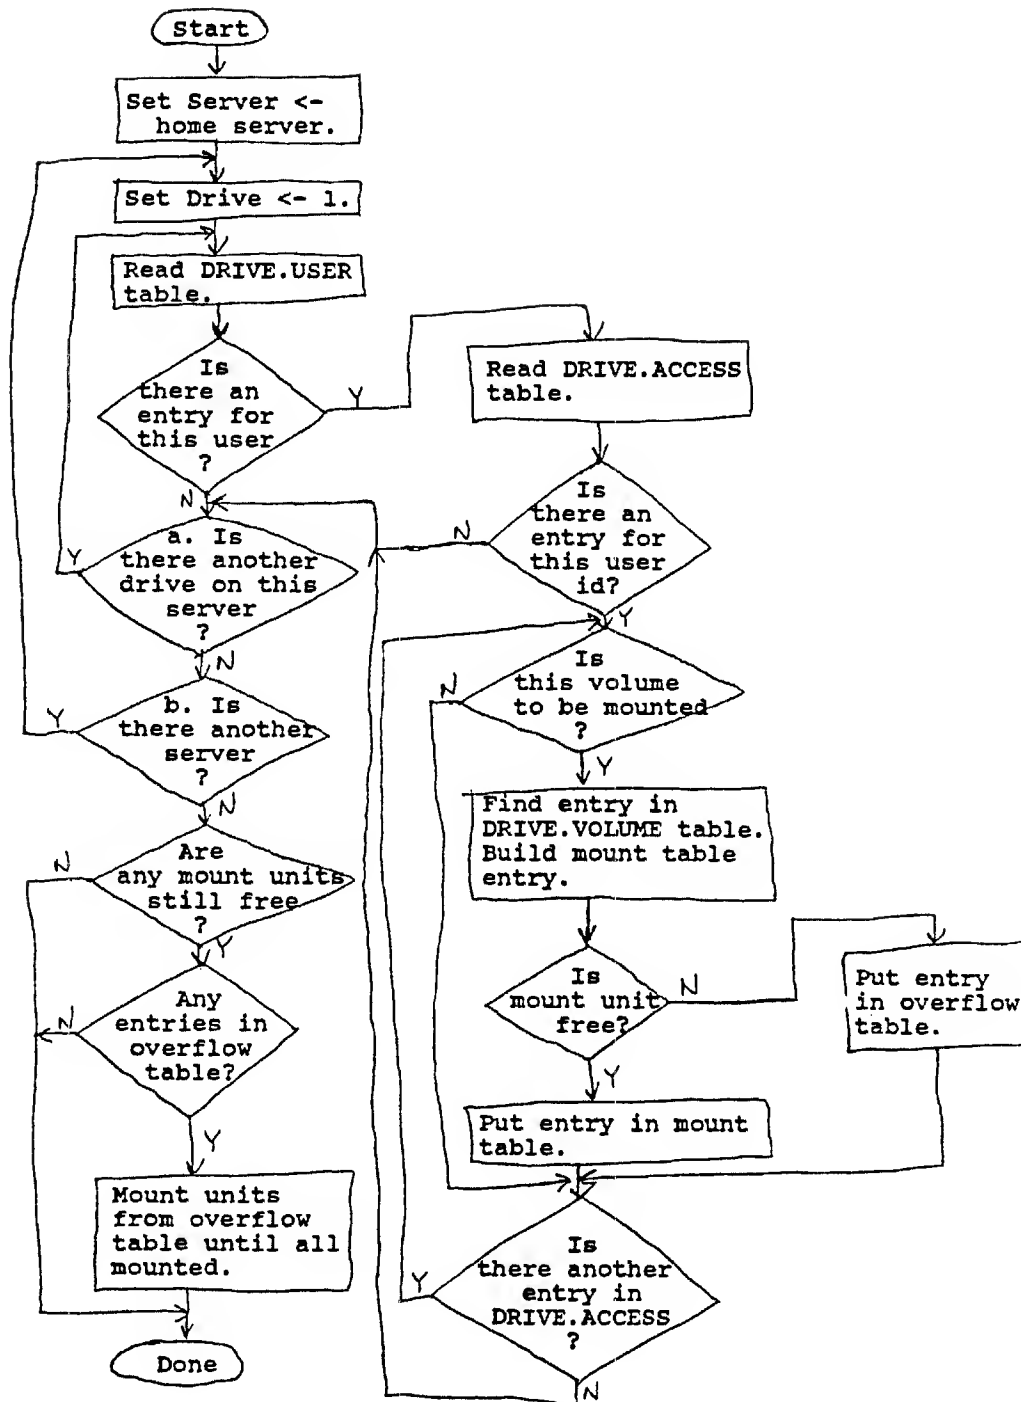 Start
Set Server <-
home server.
Set Drive <- 1.
Read DRIVE.USER
table.
Is
there an
entry for
this user
?
Y
N
a. Is
there another
drive on this
server
?
Y
N
b. Is
there another
server
?
Y
N
Are
any mount units
still free
?
N
Y
Any
entries in
overflow
table?
N
Y
Mount units
from overflow
table until all
mounted.
Done
Read DRIVE.ACCESS
table.
Is
there an
entry for
this user
id?
N
Y
Is
this volume
to be mounted
?
N
Y
Find entry in
DRIVE.VOLUME table.
Build mount table
entry.
Is
mount unit
free?
N
Y
Put entry
in overflow
table.
Put entry in mount
table.
Is
there another
entry in
DRIVE.ACCESS
?
Y
N